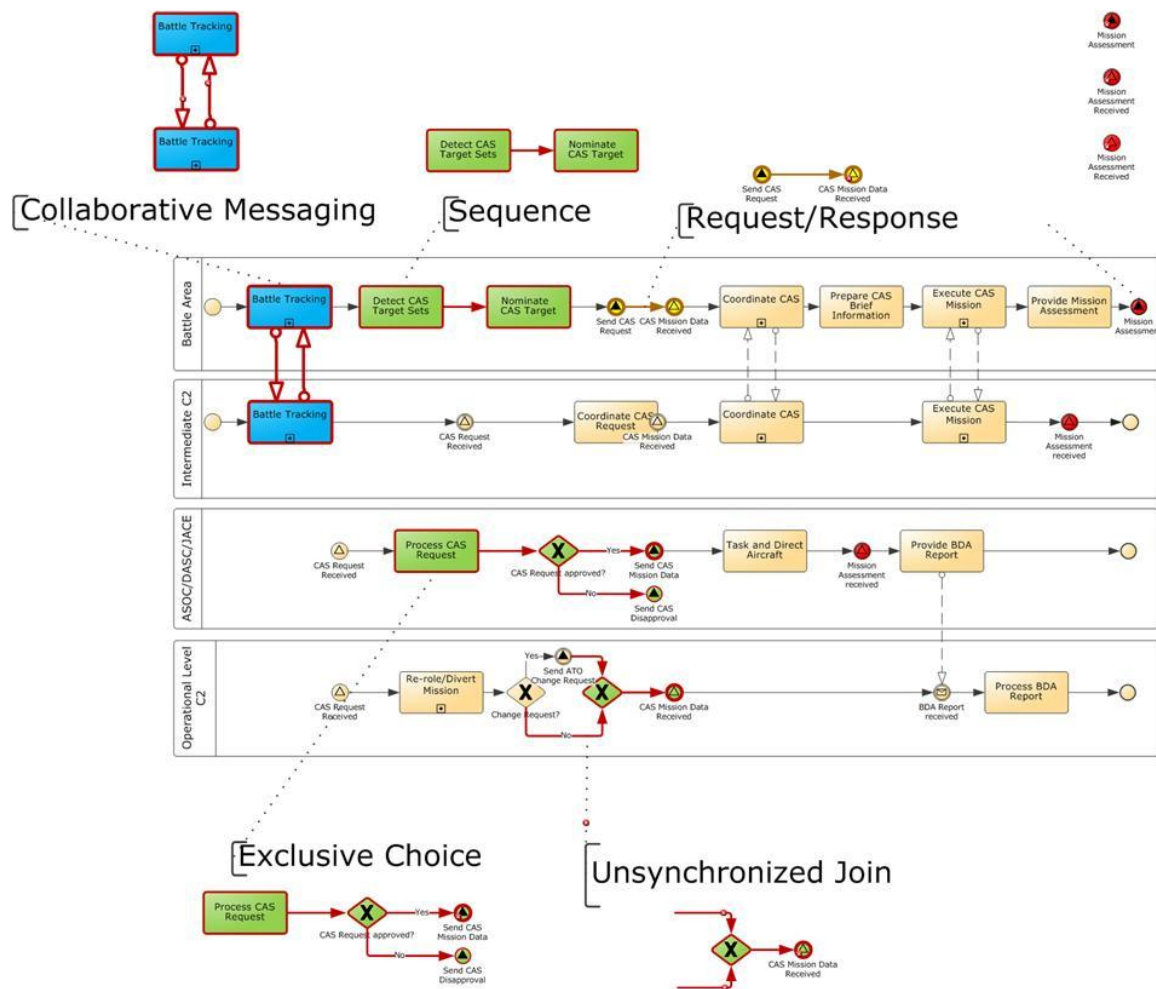 Battle Tracking
Battle Tracking
Detect CAS
Target Sets
Nominate
CAS Target
Send CAS
Request
CAS Mission Data
Received
Mission
Assessment
Mission
Assessment
Received
Mission
Assessment
Received
Collaborative Messaging
Sequence
Request/Response
Battle Area
Battle Tracking
Detect CAS
Target Sets
Nominate
CAS Target
Send CAS
Request
CAS Mission Data
Received
Coordinate CAS
Prepare CAS
Brief
Information
Execute CAS
Mission
Provide Mission
Assessment
Mission
Assessment
Intermediate C2
Battle Tracking
CAS Request
Received
Coordinate CAS
Request
CAS Mission Data
Received
Coordinate CAS
Execute CAS
Mission
Mission
Assessment
received
ASOC/DASC/JACE
CAS Request
Received
Process CAS
Request
CAS Request approved?
Yes
Send CAS
Mission Data
No
Send CAS
Disapproval
Task and Direct
Aircraft
Mission
Assessment
received
Provide BDA
Report
Operational Level
C2
CAS Request
Received
Re-role/Divert
Mission
Change Request?
Yes
Send ATO
Change Request
No
CAS Mission Data
Received
BDA Report
received
Process BDA
Report
Exclusive Choice
Unsynchronized Join
Process CAS
Request
CAS Request approved?
Yes
Send CAS
Mission Data
No
Send CAS
Disapproval
CAS Mission Data
Received